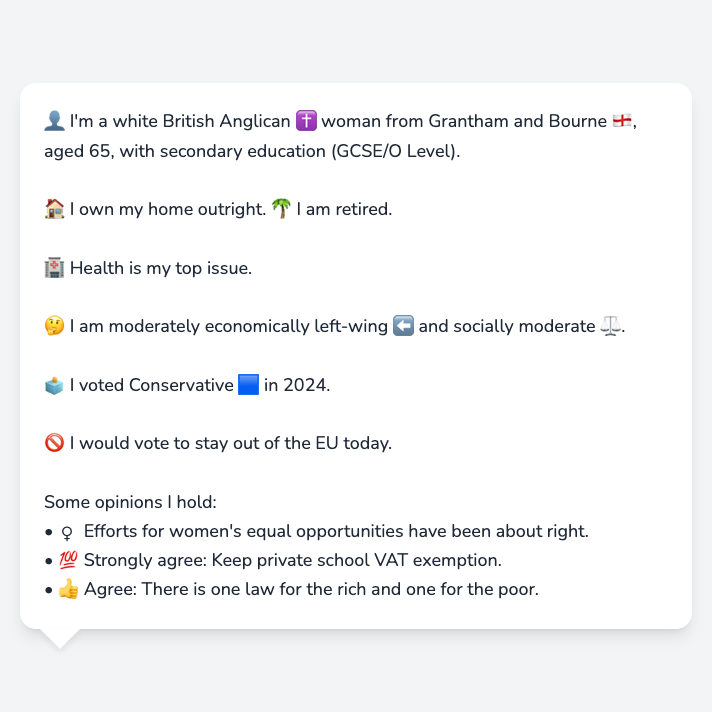 👤 I'm a white British Anglican ✝️ woman from Grantham and Bourne 🏴󠁧󠁢󠁥󠁮󠁧󠁿,
aged 65, with secondary education (GCSE/O Level).
🏠 I own my home outright. 🌴 I am retired.
🏥 Health is my top issue.
🤔 I am moderately economically left-wing ⬅️ and socially moderate ⚖️.
🗳️ I voted Conservative 🟦 in 2024.
🚫 I would vote to stay out of the EU today.
Some opinions I hold:
• ♀ Efforts for women's equal opportunities have been about right.
• 💯 Strongly agree: Keep private school VAT exemption.
• 👍 Agree: There is one law for the rich and one for the poor.